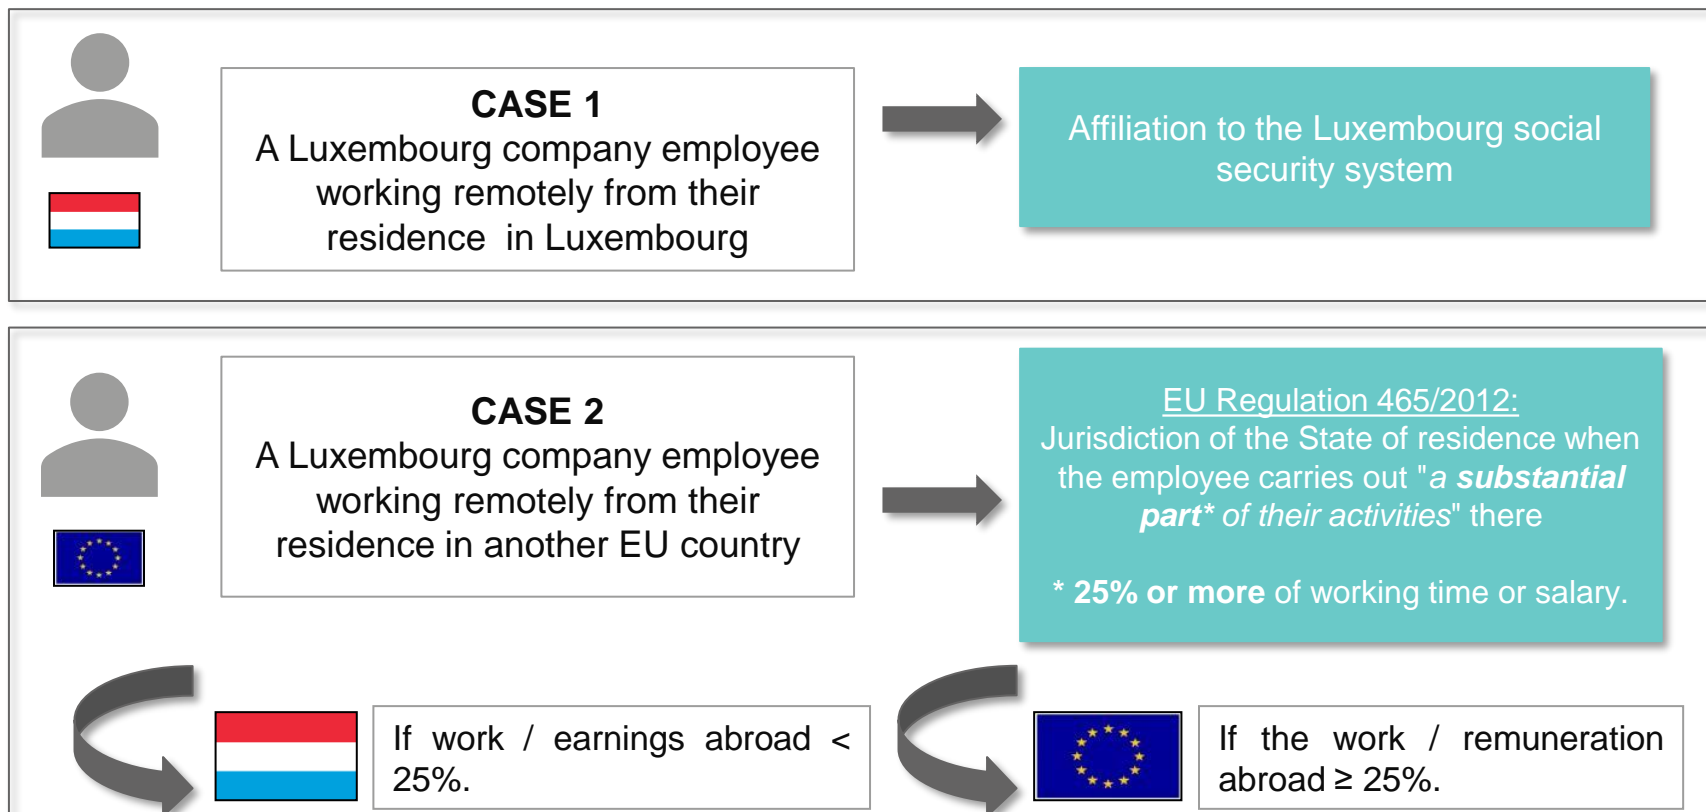 CASE 1
A Luxembourg company employee
working remotely from their
residence in Luxembourg
Affiliation to the Luxembourg social
security system
CASE 2
A Luxembourg company employee
working remotely from their
residence in another EU country
EU Regulation 465/2012:
Jurisdiction of the State of residence when
the employee carries out "a substantial
part* of their activities" there
* 25% or more of working time or salary.
If work / earnings abroad <
25%.
If the work / remuneration
abroad ≥ 25%.